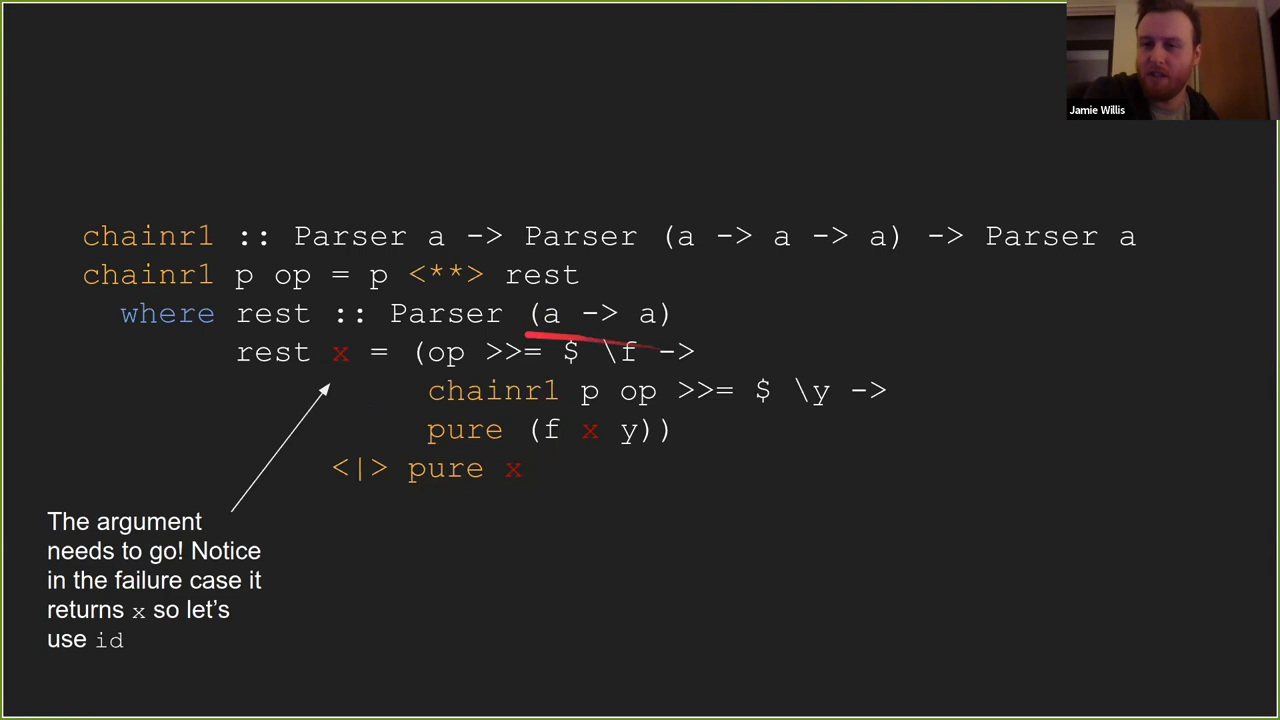 Jamie Willis
chainr1 :: Parser a -> Parser (a -> a -> a) -> Parser a
chainr1 p op = p <**> rest
where rest :: Parser (a -> a)
rest x = (op >>= $ \f ->
chainr1 p op >>= $ \y ->
pure (f x y))
<|> pure x
The argument
needs to go! Notice
in the failure case it
returns x so let’s
use id